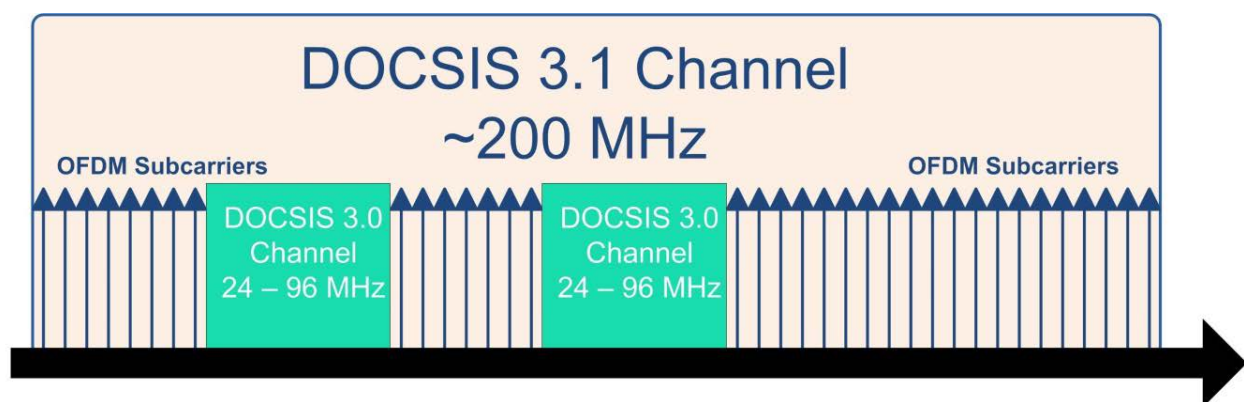 DOCSIS 3.1 Channel
~200 MHz
OFDM Subcarriers
OFDM Subcarriers
DOCSIS 3.0
Channel
24 – 96 MHz
DOCSIS 3.0
Channel
24 – 96 MHz